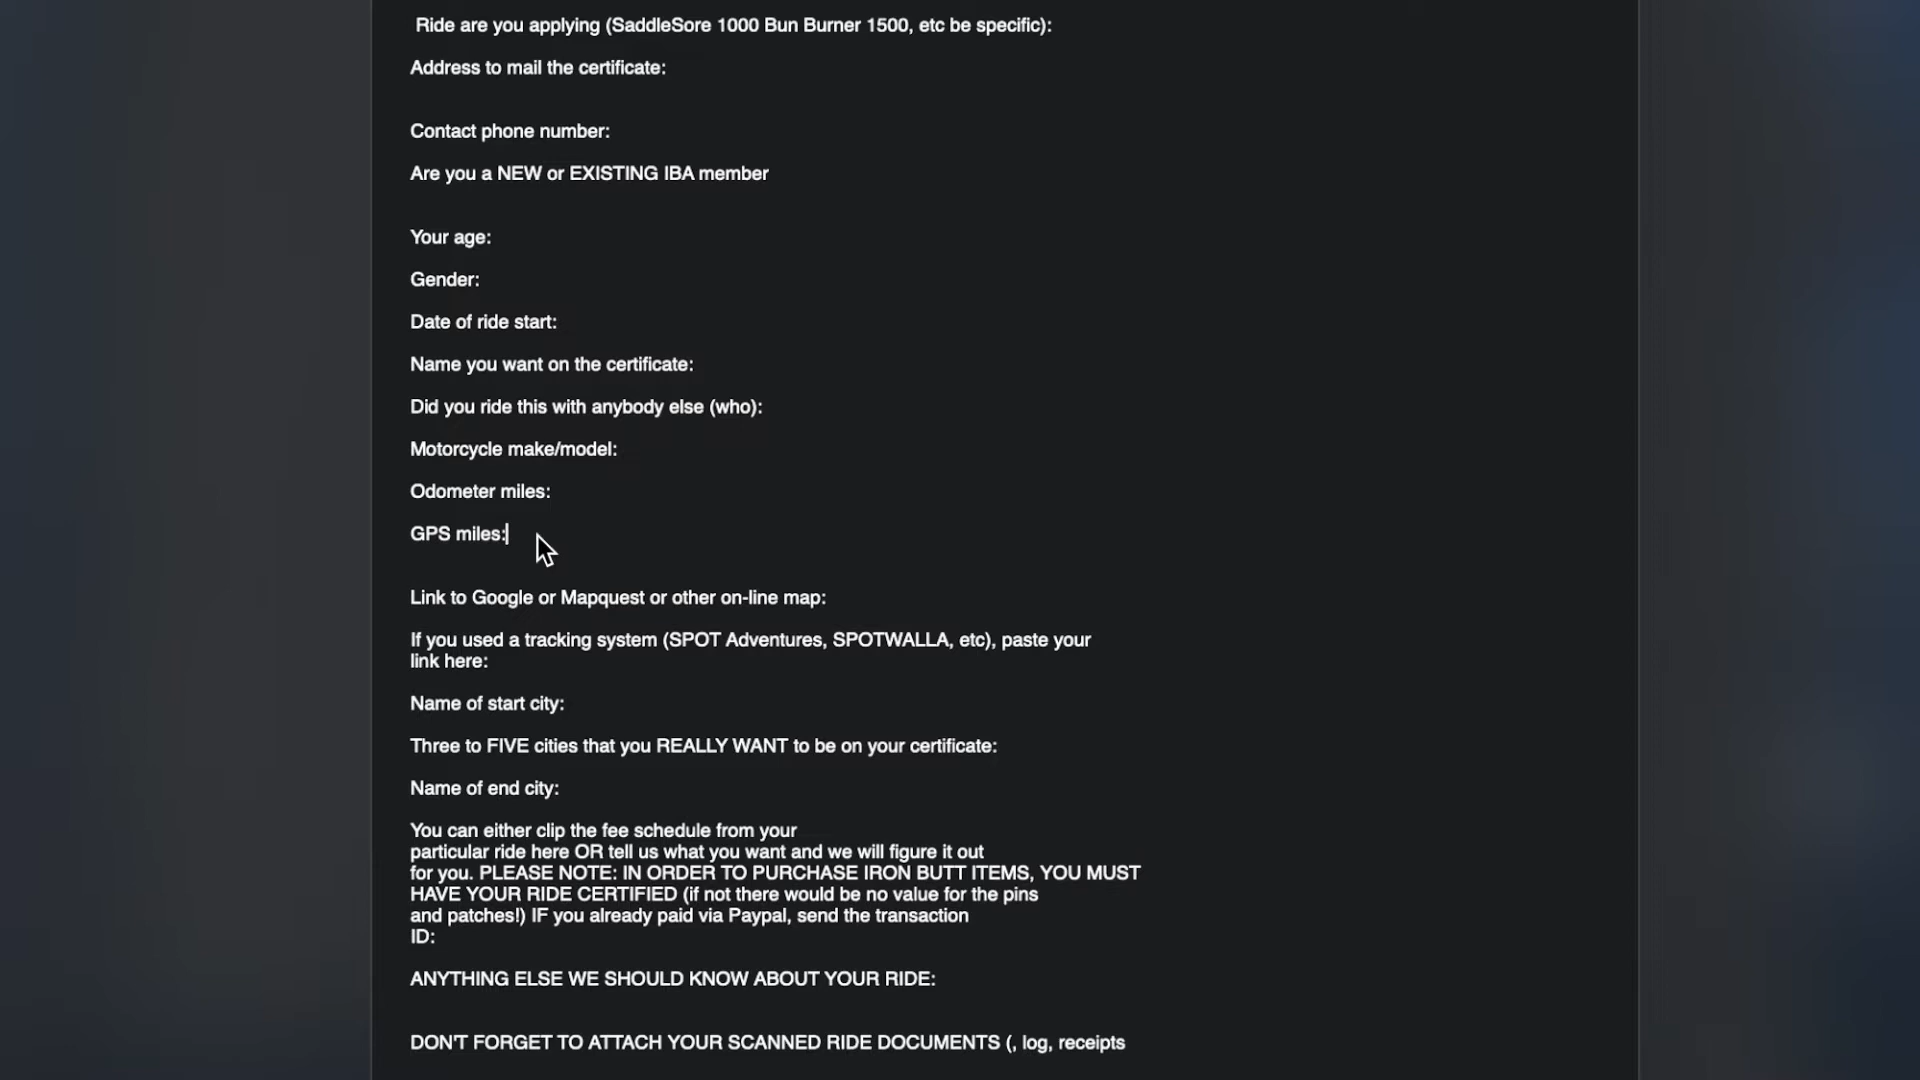 Ride are you applying (SaddleSore 1000 Bun Burner 1500, etc be specific):
Address to mail the certificate:
Contact phone number:
Are you a NEW or EXISTING IBA member
Your age:
Gender:
Date of ride start:
Name you want on the certificate:
Did you ride this with anybody else (who):
Motorcycle make/model:
Odometer miles:
GPS miles:
Link to Google or Mapquest or other on-line map:
If you used a tracking system (SPOT Adventures, SPOTWALLA, etc), paste your
link here:
Name of start city:
Three to FIVE cities that you REALLY WANT to be on your certificate:
Name of end city:
You can either clip the fee schedule from your
particular ride here OR tell us what you want and we will figure it out
for you. PLEASE NOTE: IN ORDER TO PURCHASE IRON BUTT ITEMS, YOU MUST
HAVE YOUR RIDE CERTIFIED (if not there would be no value for the pins
and patches!) IF you already paid via Paypal, send the transaction
ID:
ANYTHING ELSE WE SHOULD KNOW ABOUT YOUR RIDE:
DON'T FORGET TO ATTACH YOUR SCANNED RIDE DOCUMENTS (, log, receipts